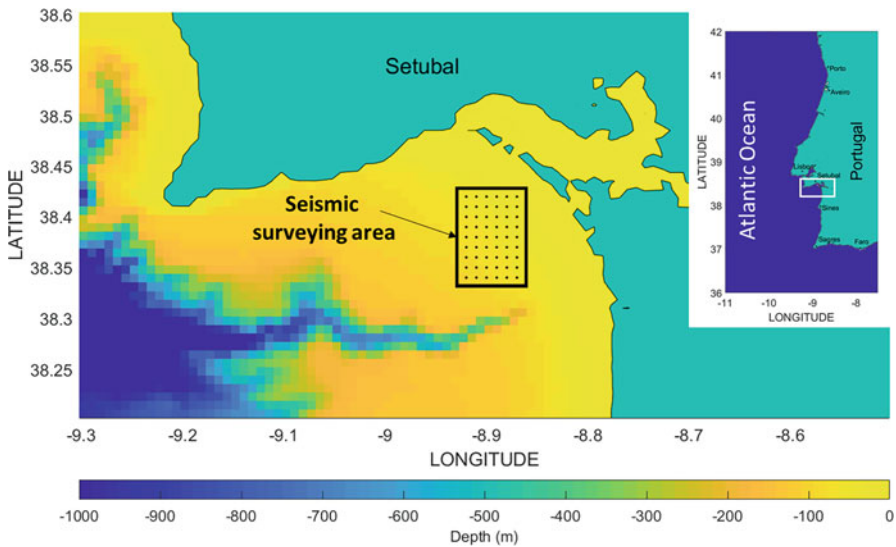 38.6
38.55
38.5
38.45
38.4
38.35
38.3
38.25
LATITUDE
Setubal
Seismic
surveying area
-9.3
-9.2
-9.1
-9
-8.9
-8.8
-8.7
-8.6
LONGITUDE
42
41
40
39
38
37
36
LATITUDE
Atlantic Ocean
Portugal
Porto
Aveiro
Lisboa
Setubal
Sines
Sagres
Faro
-11
-10
-9
-8
LONGITUDE
-1000
-900
-800
-700
-600
-500
-400
-300
-200
-100
0
Depth (m)